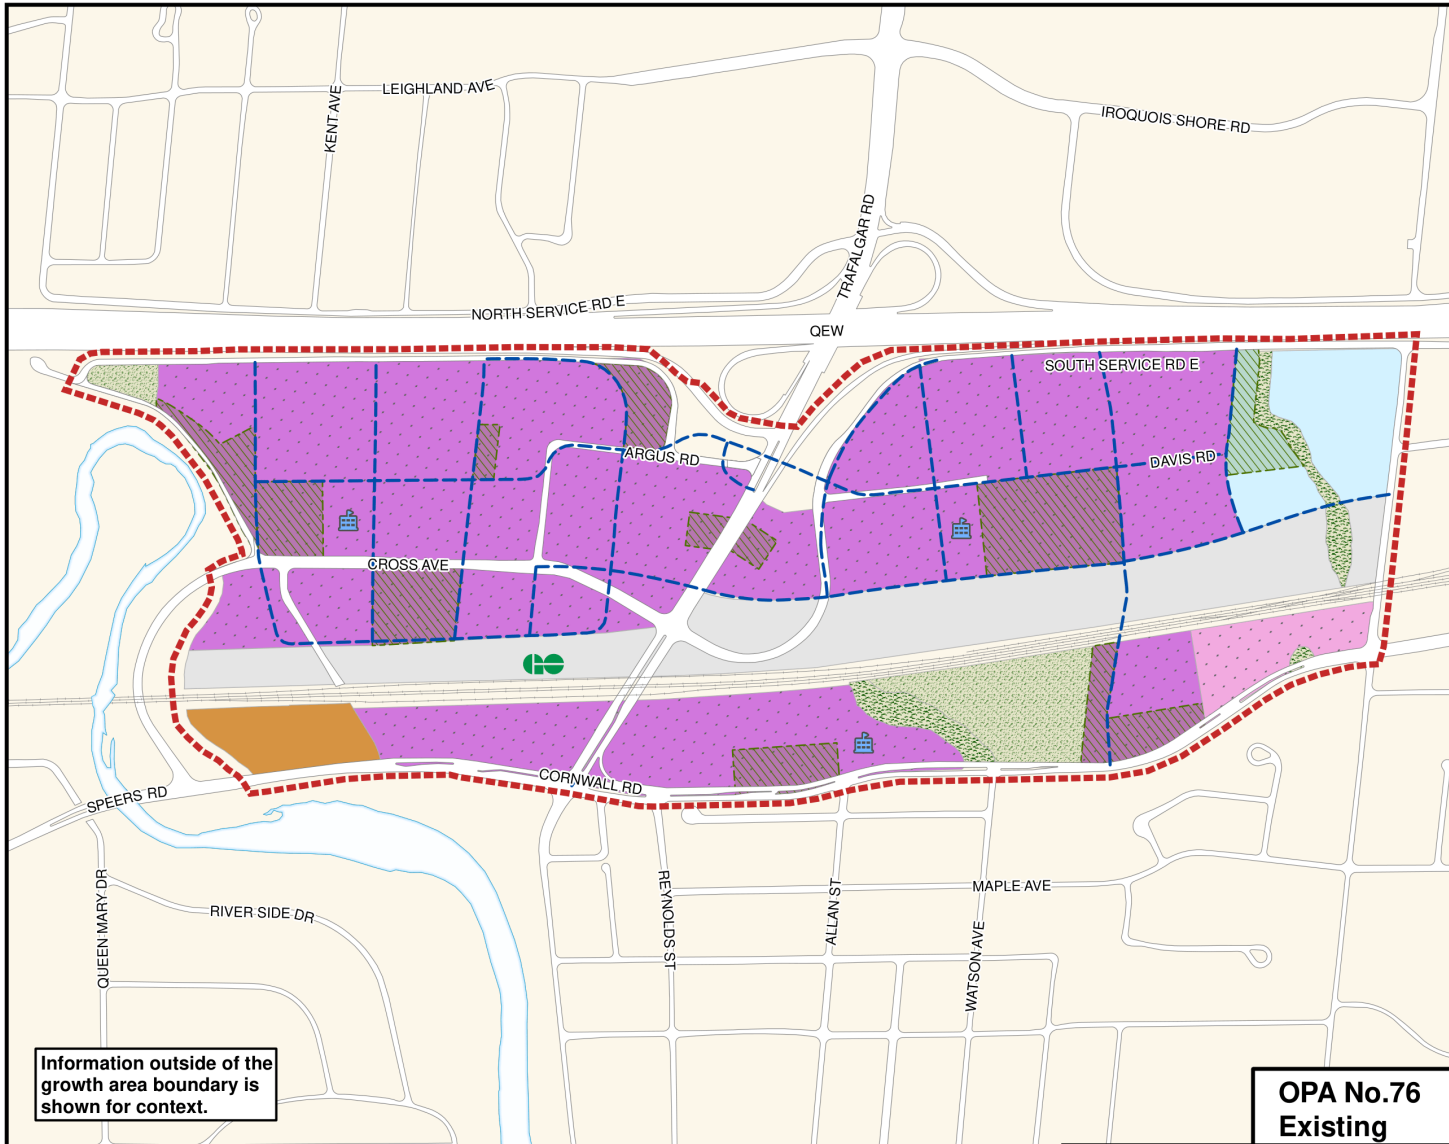 LEIGHLAND AVE
KENT AVE
IROQUOIS SHORE RD
TRAFALGAR RD
NORTH SERVICE RD E
QEW
SOUTH SERVICE RD E
ARGUS RD
DAVIS RD
CROSS AVE
GO
CORNWALL RD
SPEERS RD
QUEEN MARY DR
RIVER SIDE DR
REYNOLDS ST
ALLAN ST
MAPLE AVE
WATSON AVE
Information outside of the
growth area boundary is
shown for context.
OPA No.76
Existing